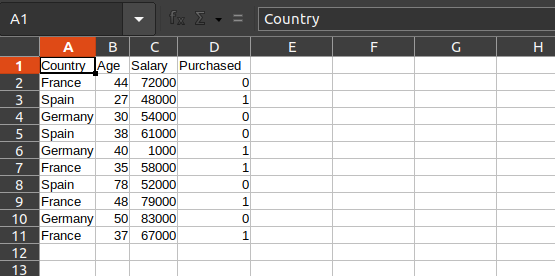 A1 fx Σ = Country
A B C D E F G H
1 Country Age Salary Purchased
2 France 44 72000 0
3 Spain 27 48000 1
4 Germany 30 54000 0
5 Spain 38 61000 0
6 Germany 40 1000 1
7 France 35 58000 1
8 Spain 78 52000 0
9 France 48 79000 1
10 Germany 50 83000 0
11 France 37 67000 1
12
13